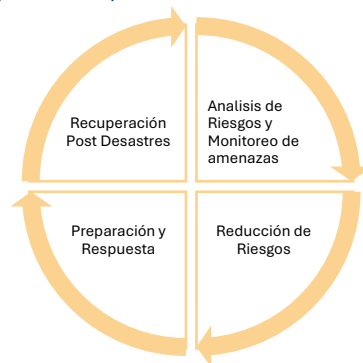 Recuperación
Post Desastres
Analisis de
Riesgos y
Monitoreo de
amenazas
Preparación y
Respuesta
Reducción de
Riesgos